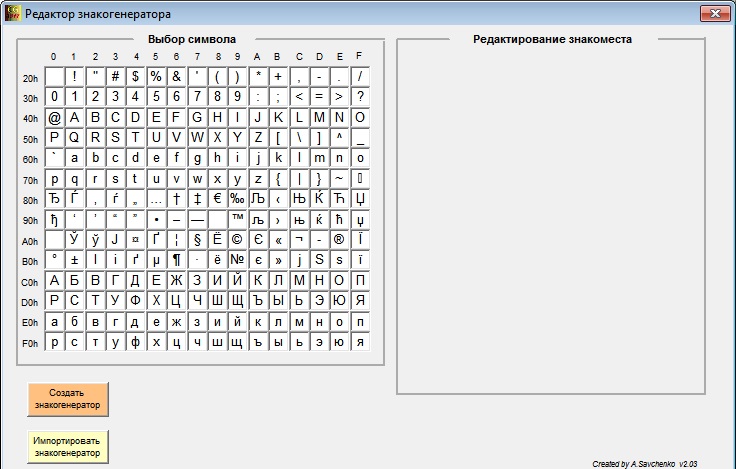 Редактор знакогенератора
Выбор символа
Редактирование знакоместа
0 1 2 3 4 5 6 7 8 9 A B C D E F
20h ! " # $ % & ' ( ) * + , - . /
30h 0 1 2 3 4 5 6 7 8 9 : ; < = > ?
40h @ A B C D E F G H I J K L M N O
50h P Q R S T U V W X Y Z [ \ ] ^ _
60h ` a b c d e f g h i j k l m n o
70h p q r s t u v w x y z { | } ~ ▯
80h Ђ Ѓ ‚ ѓ „ … † ‡ € ‰ Љ ‹ Њ Ќ Ћ Џ
90h ђ ‘ ’ “ ” • – — ™ љ › њ ќ ћ џ
A0h Ў ў Ј ¤ Ґ ¦ § Ё © Є « ¬ - ® Ї
B0h ° ± І і ґ µ ¶ · ё № є » ј Ѕ ѕ ї
C0h А Б В Г Д Е Ж З И Й К Л М Н О П
D0h Р С Т У Ф Х Ц Ч Ш Щ Ъ Ы Ь Э Ю Я
E0h а б в г д е ж з и й к л м н о п
F0h р с т у ф х ц ч ш щ ъ ы ь э ю я
Создать
знакогенератор
Импортировать
знакогенератор
Created by A.Savchenko v2.03